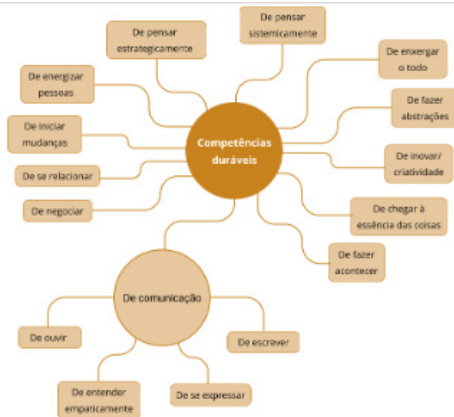 De pensar
sistemicamente
De pensar
estrategicamente
De enxergar
o todo
De energizar
pessoas
De fazer
abstrações
De iniciar
mudanças
Competências
duráveis
De inovar/
criatividade
De se relacionar
De negociar
De chegar à
essência das coisas
De fazer
acontecer
De comunicação
De ouvir
De escrever
De entender
empaticamente
De se expressar